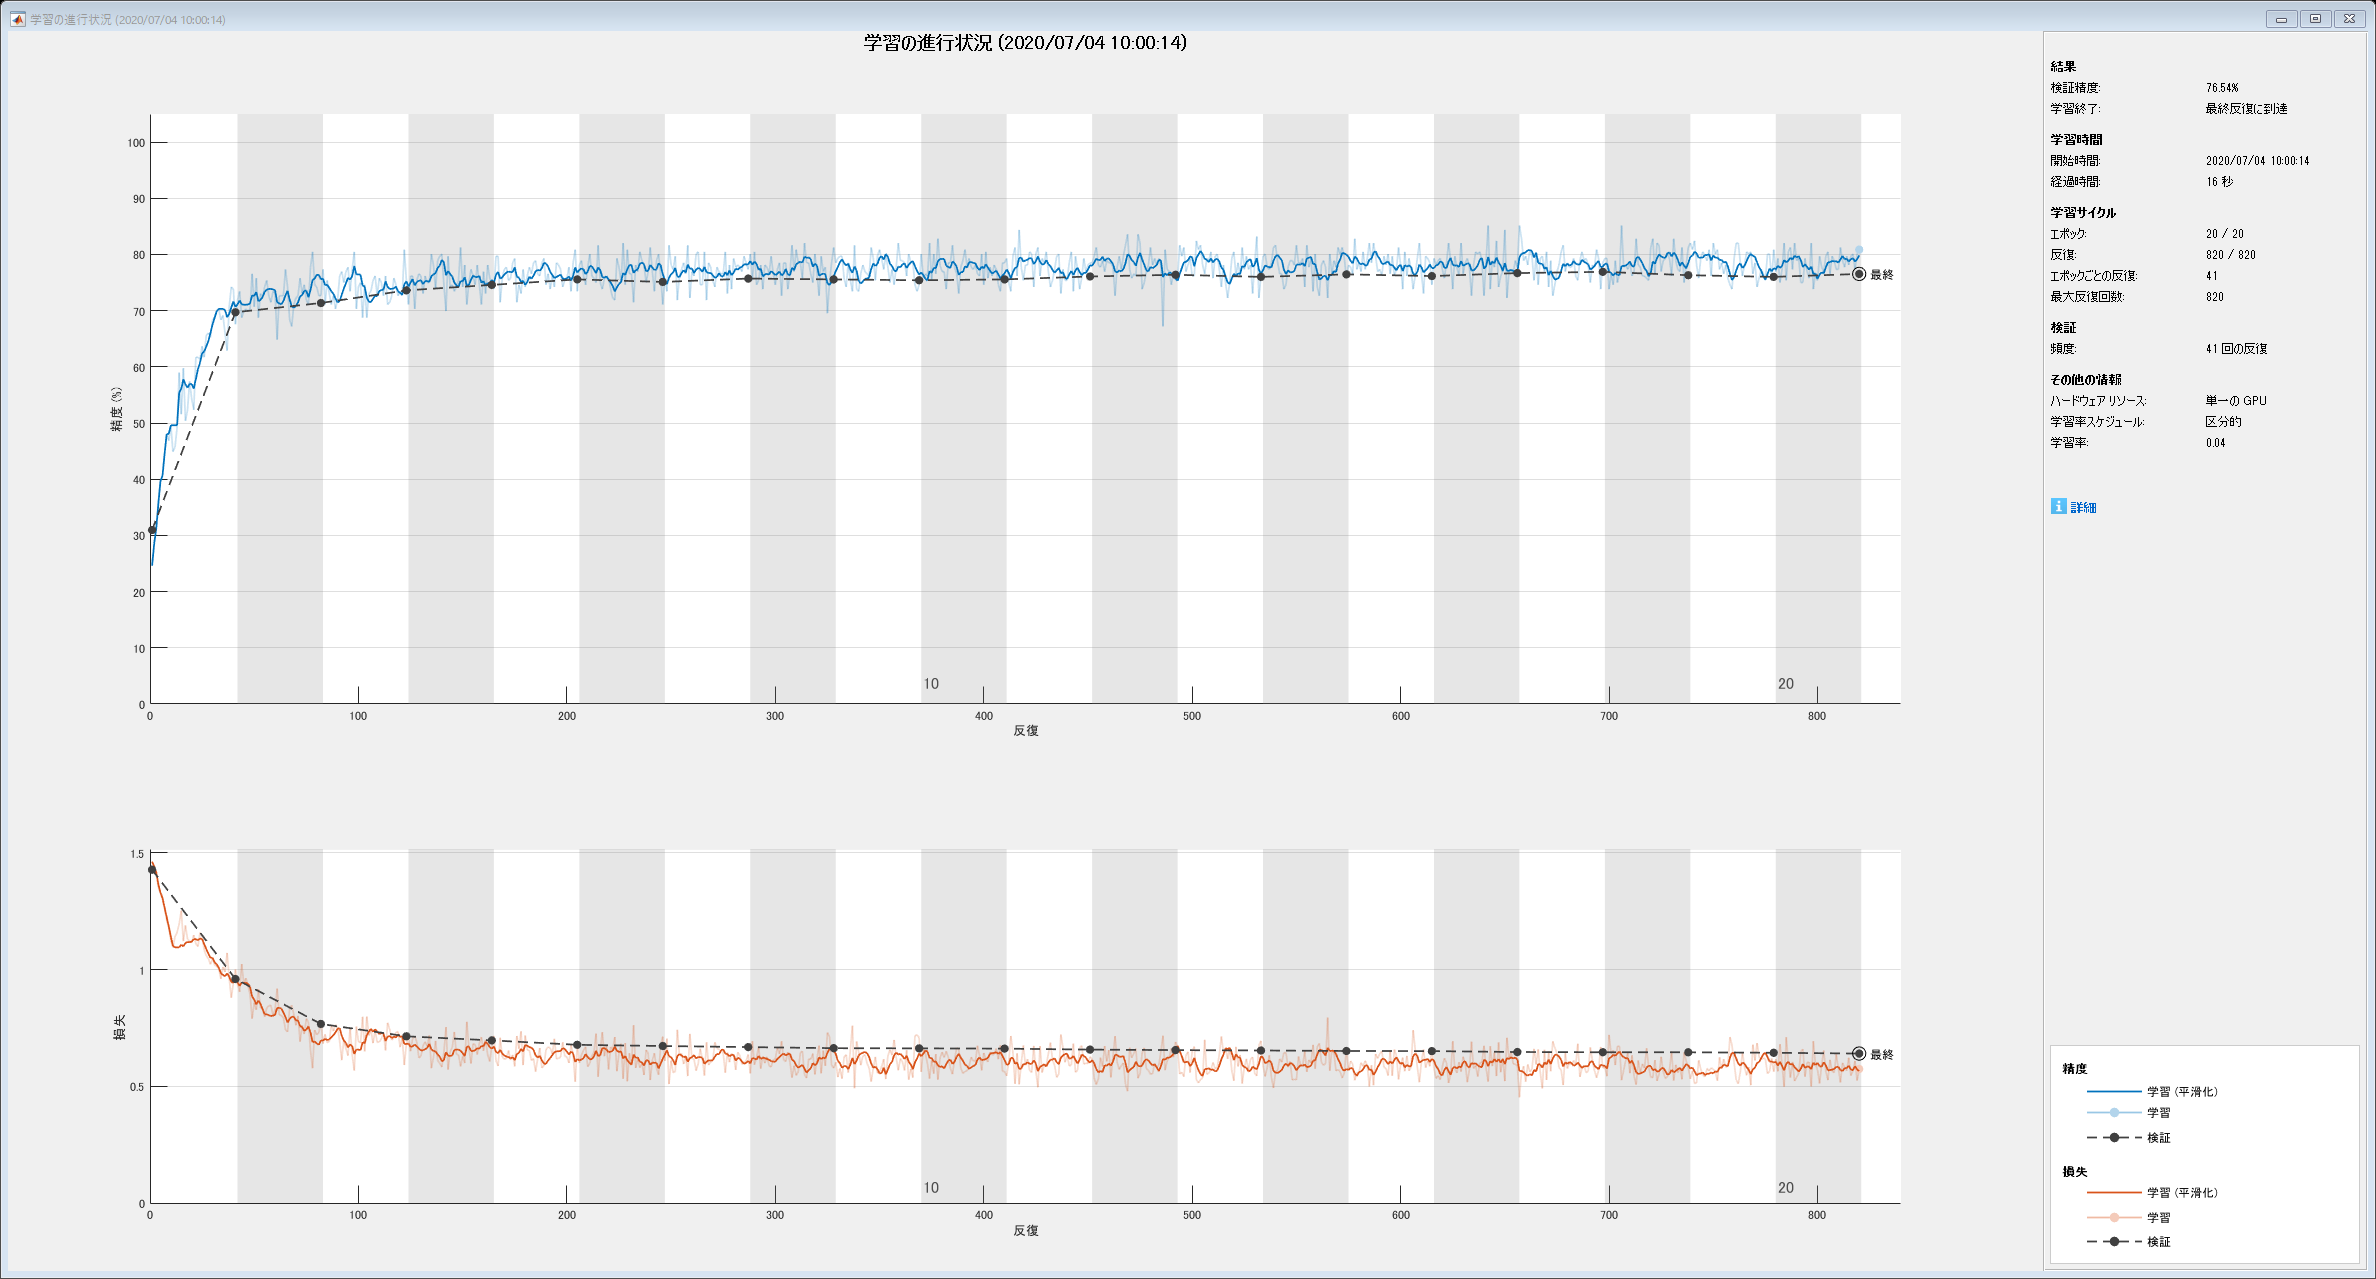 学習の進行状況 (2020/07/04 10:00:14)
学習の進行状況 (2020/07/04 10:00:14)
100
90
80
70
60
50
40
30
20
10
0
精度 (%)
最終
10
20
0 100 200 300 400 500 600 700 800
反復
1.5
1
0.5
0
損失
最終
10
20
0 100 200 300 400 500 600 700 800
反復
結果
検証精度: 76.54%
学習終了: 最終反復に到達
学習時間
開始時間: 2020/07/04 10:00:14
経過時間: 16 秒
学習サイクル
エポック: 20 / 20
反復: 820 / 820
エポックごとの反復: 41
最大反復回数: 820
検証
頻度: 41 回の反復
その他の情報
ハードウェア リソース: 単一の GPU
学習率スケジュール: 区分的
学習率: 0.04
i 詳細
精度
学習 (平滑化)
学習
検証
損失
学習 (平滑化)
学習
検証